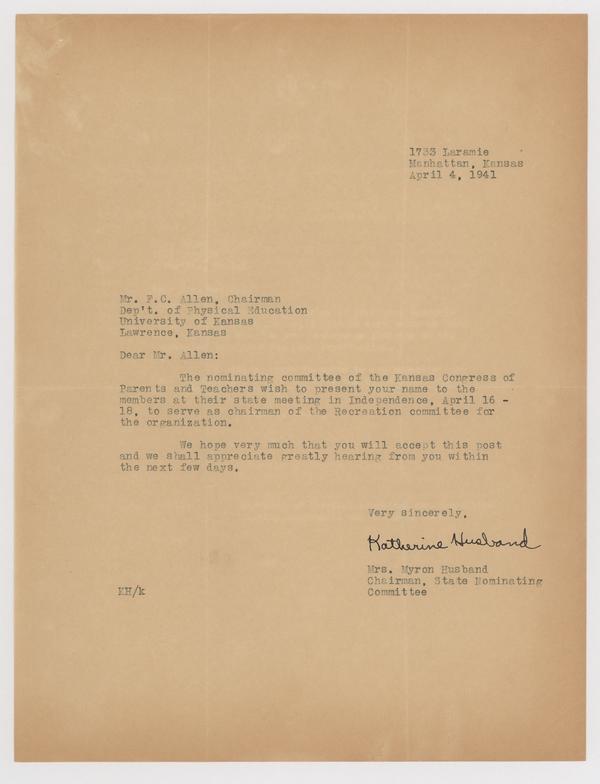 1733 Laramie
Manhattan, Kansas
April 4, 1941
Mr. F.C. Allen, Chairman
Dep't. of Physical Education
University of Kansas
Lawrence, Kansas
Dear Mr. Allen:
The nominating committee of the Kansas Congress of
Parents and Teachers wish to present your name to the
members at their state meeting in Independence, April 16 -
18, to serve as chairman of the Recreation committee for
the organization.
We hope very much that you will accept this post
and we shall appreciate greatly hearing from you within
the next few days.
Very sincerely,
Katherine Husband
Mrs. Myron Husband
Chairman, State Nominating
Committee
KH/k